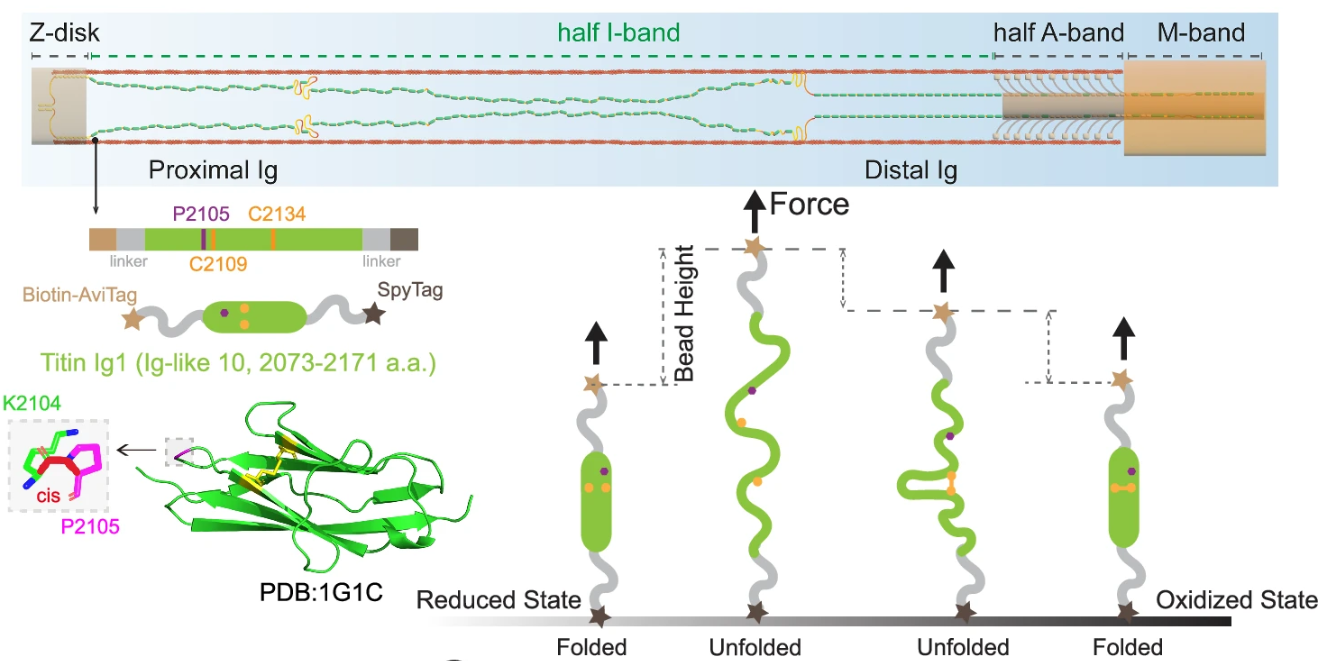 Z-disk
half I-band
half A-band
M-band
Proximal Ig
Distal Ig
P2105
C2134
linker
C2109
linker
Biotin-AviTag
SpyTag
Titin Ig1 (Ig-like 10, 2073-2171 a.a.)
K2104
cis
P2105
PDB:1G1C
Force
Bead Height
Reduced State
Oxidized State
Folded
Unfolded
Unfolded
Folded